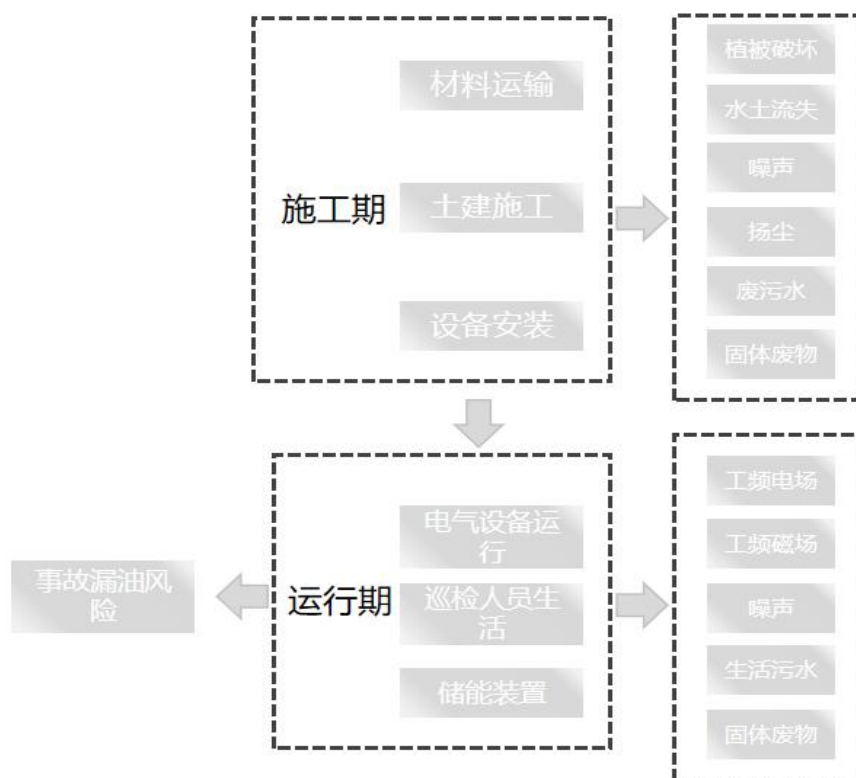 材料运输
施工期
土建施工
设备安装
植被破坏
水土流失
噪声
扬尘
废污水
固体废物
事故漏油风
险
运行期
电气设备运
行
巡检人员生
活
储能装置
工频电场
工频磁场
噪声
生活污水
固体废物